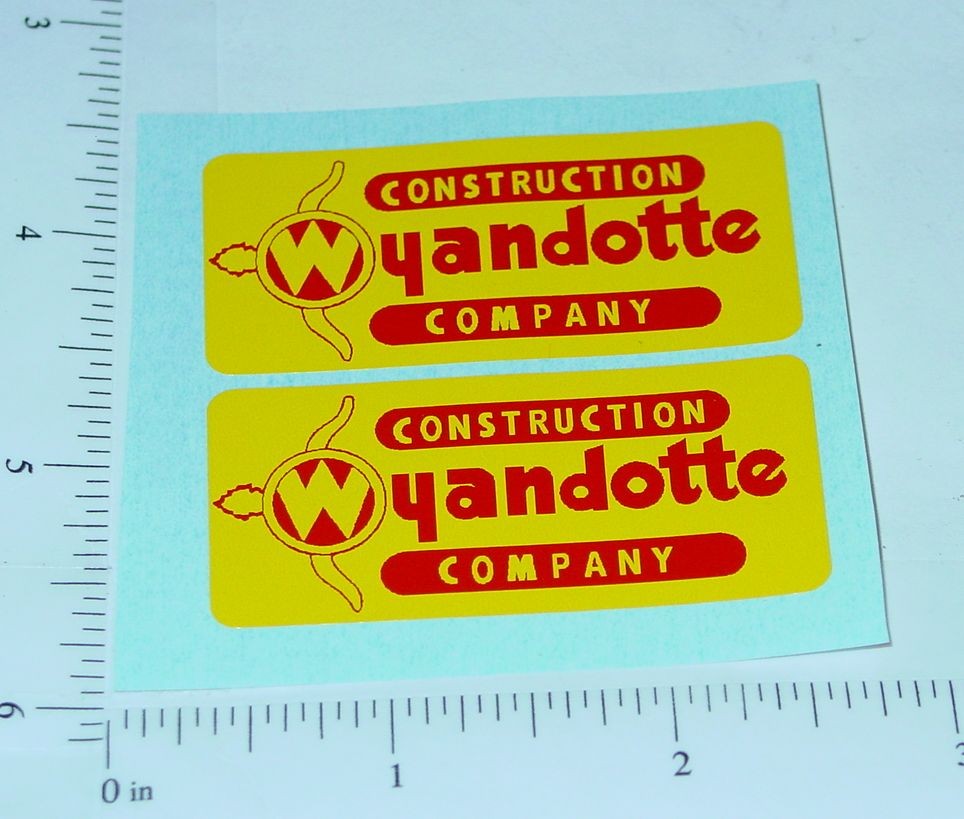 3
4
5
6
CONSTRUCTION
Wyandotte
COMPANY
CONSTRUCTION
Wyandotte
COMPANY
0 in 1 2 3